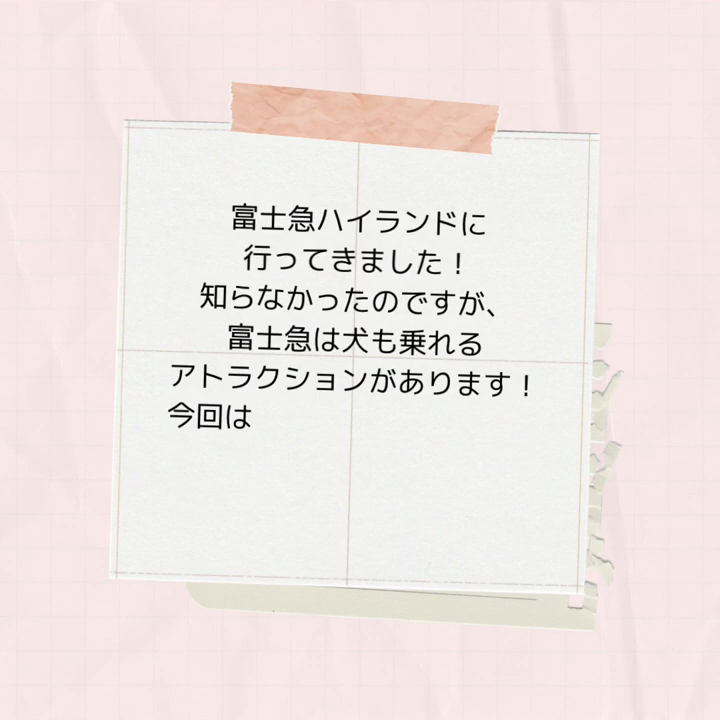 富士急ハイランドに
行ってきました！
知らなかったのですが、
富士急は犬も乗れる
アトラクションがあります！
今回は